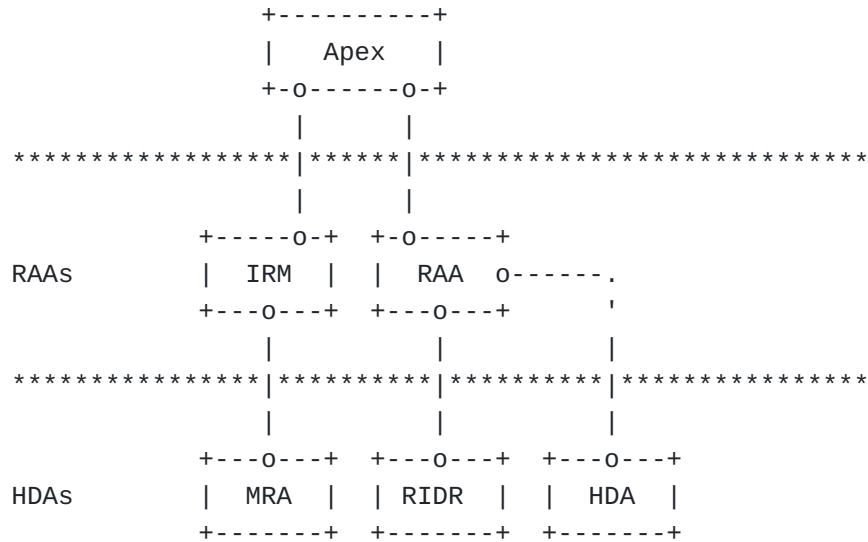 +----------+
                |   Apex   |
                +-o------o-+
                  |      |
******************|******|*****************************
                  |      |
            +-----o-+  +-o-----+
RAAs        |  IRM  |  |  RAA  o------.
            +---o---+  +---o---+      '
                |          |          |
****************|**********|**********|****************
                |          |          |
            +---o---+  +---o---+  +---o---+
HDAs        |  MRA  |  | RIDR  |  |  HDA  |
            +-------+  +-------+  +-------+